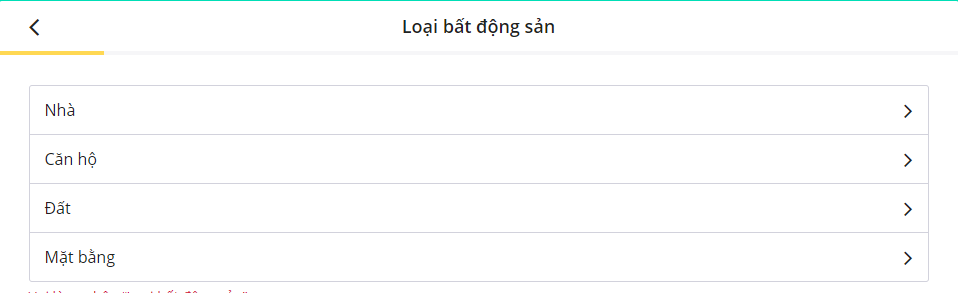 Loại bất động sản
Nhà
Căn hộ
Đất
Mặt bằng